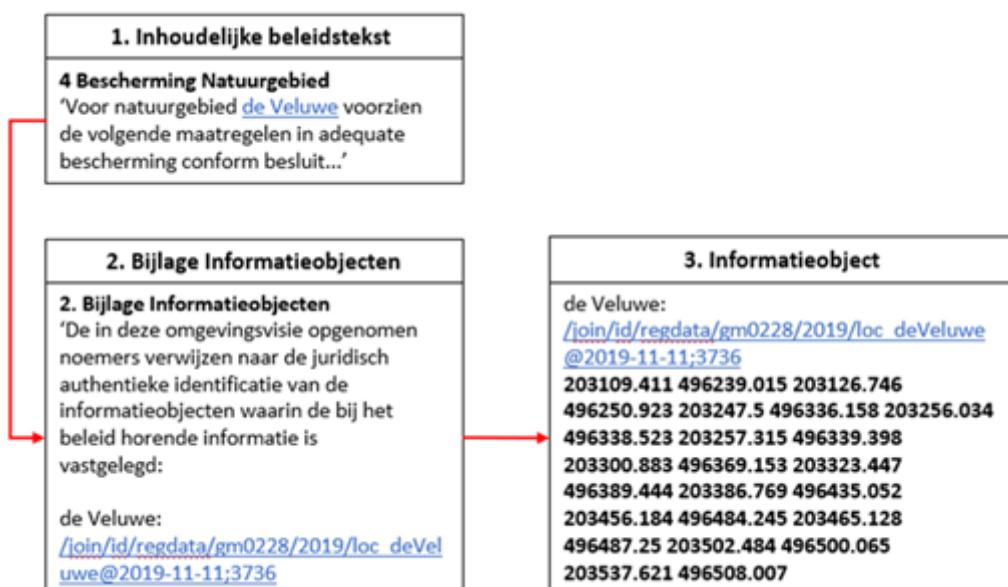 1. Inhoudelijke beleidstekst
4 Bescherming Natuurgebied
‘Voor natuurgebied de Veluwe voorzien
de volgende maatregelen in adequate
bescherming conform besluit...’
2. Bijlage Informatieobjecten
2. Bijlage Informatieobjecten
‘De in deze omgevingsvisie opgenomen
noemers verwijzen naar de juridisch
authentieke identificatie van de
informatieobjecten waarin de bij het
beleid horende informatie is
vastgelegd:
de Veluwe:
/join/id/regdata/gm0228/2019/loc_deVel
uwe@2019-11-11;3736
3. Informatieobject
de Veluwe:
/join/id/regdata/gm0228/2019/loc_deVeluwe
@2019-11-11;3736
203109.411 496239.015 203126.746
496250.923 203247.5 496336.158 203256.034
496338.523 203257.315 496339.398
203300.883 496369.153 203323.447
496389.444 203386.769 496435.052
203456.184 496484.245 203465.128
496487.25 203502.484 496500.065
203537.621 496508.007